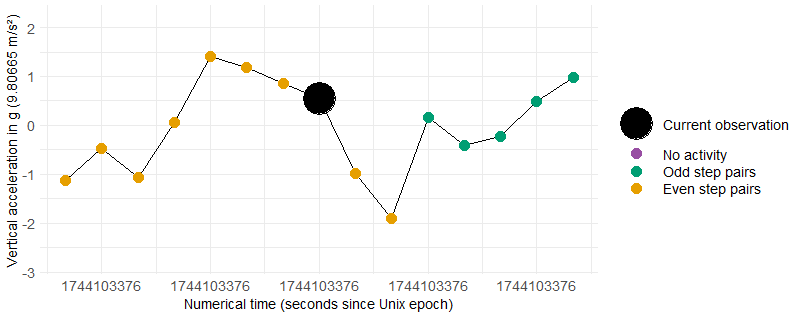 Vertical acceleration in g (9.80665 m/s²)
2
1
0
-1
-2
-3
1744103376 1744103376 1744103376 1744103376 1744103376
Numerical time (seconds since Unix epoch)
Current observation
No activity
Odd step pairs
Even step pairs